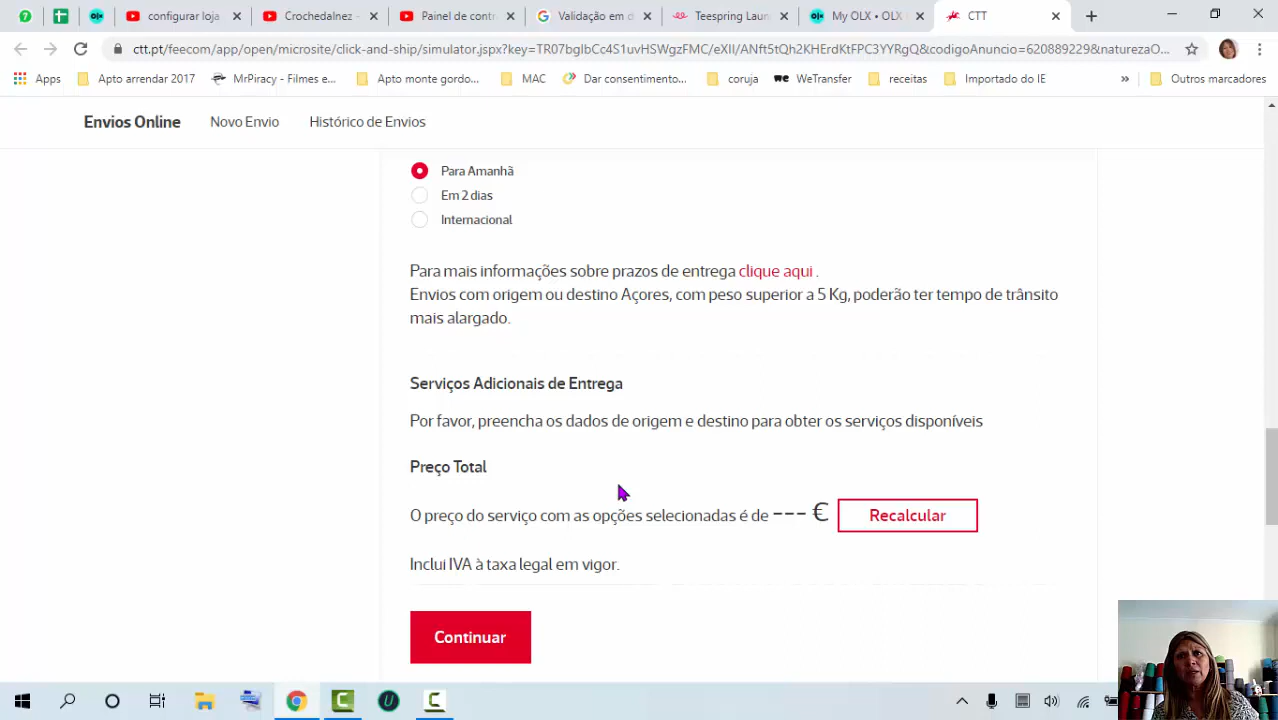 configurar loja
Crochedalnez -
Painel de cont
Validação em d
Teespring Lau
My OLX • OLX
CTT
ctt.pt/feecom/app/open/microsite/click-and-ship/simulator.jspx?key=TR07bgIbCc4S1uvHSWgzFMC/eXIl/ANft5tQh2KHErdKtFPC3YYRgQ&codigoAnuncio=620889229&naturezaO...
Apps
Apto arrendar 2017
MrPiracy - Filmes e...
Apto monte gordo...
MAC
Dar consentimento...
coruja
WeTransfer
receitas
Importado do IE
»
Outros marcadores
Envios Online
Novo Envio
Histórico de Envios
Para Amanhã
Em 2 dias
Internacional
Para mais informações sobre prazos de entrega clique aqui .
Envios com origem ou destino Açores, com peso superior a 5 Kg, poderão ter tempo de trânsito
mais alargado.
Serviços Adicionais de Entrega
Por favor, preencha os dados de origem e destino para obter os serviços disponíveis
Preço Total
O preço do serviço com as opções selecionadas é de --- € Recalcular
Inclui IVA à taxa legal em vigor.
Continuar